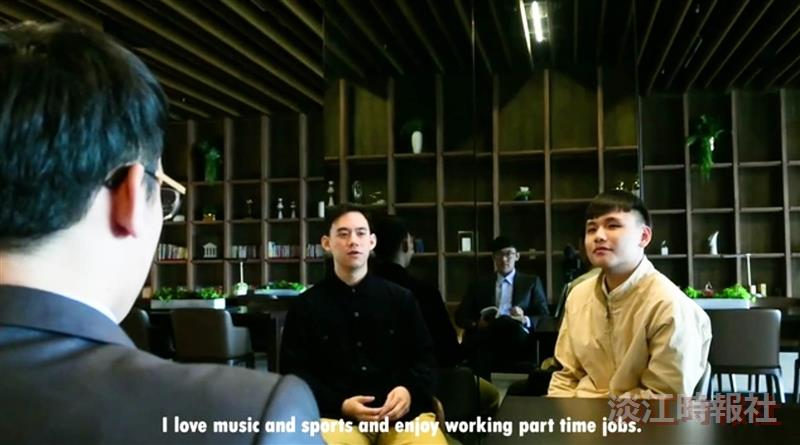 I love music and sports and enjoy working part time jobs.
淡江時報社